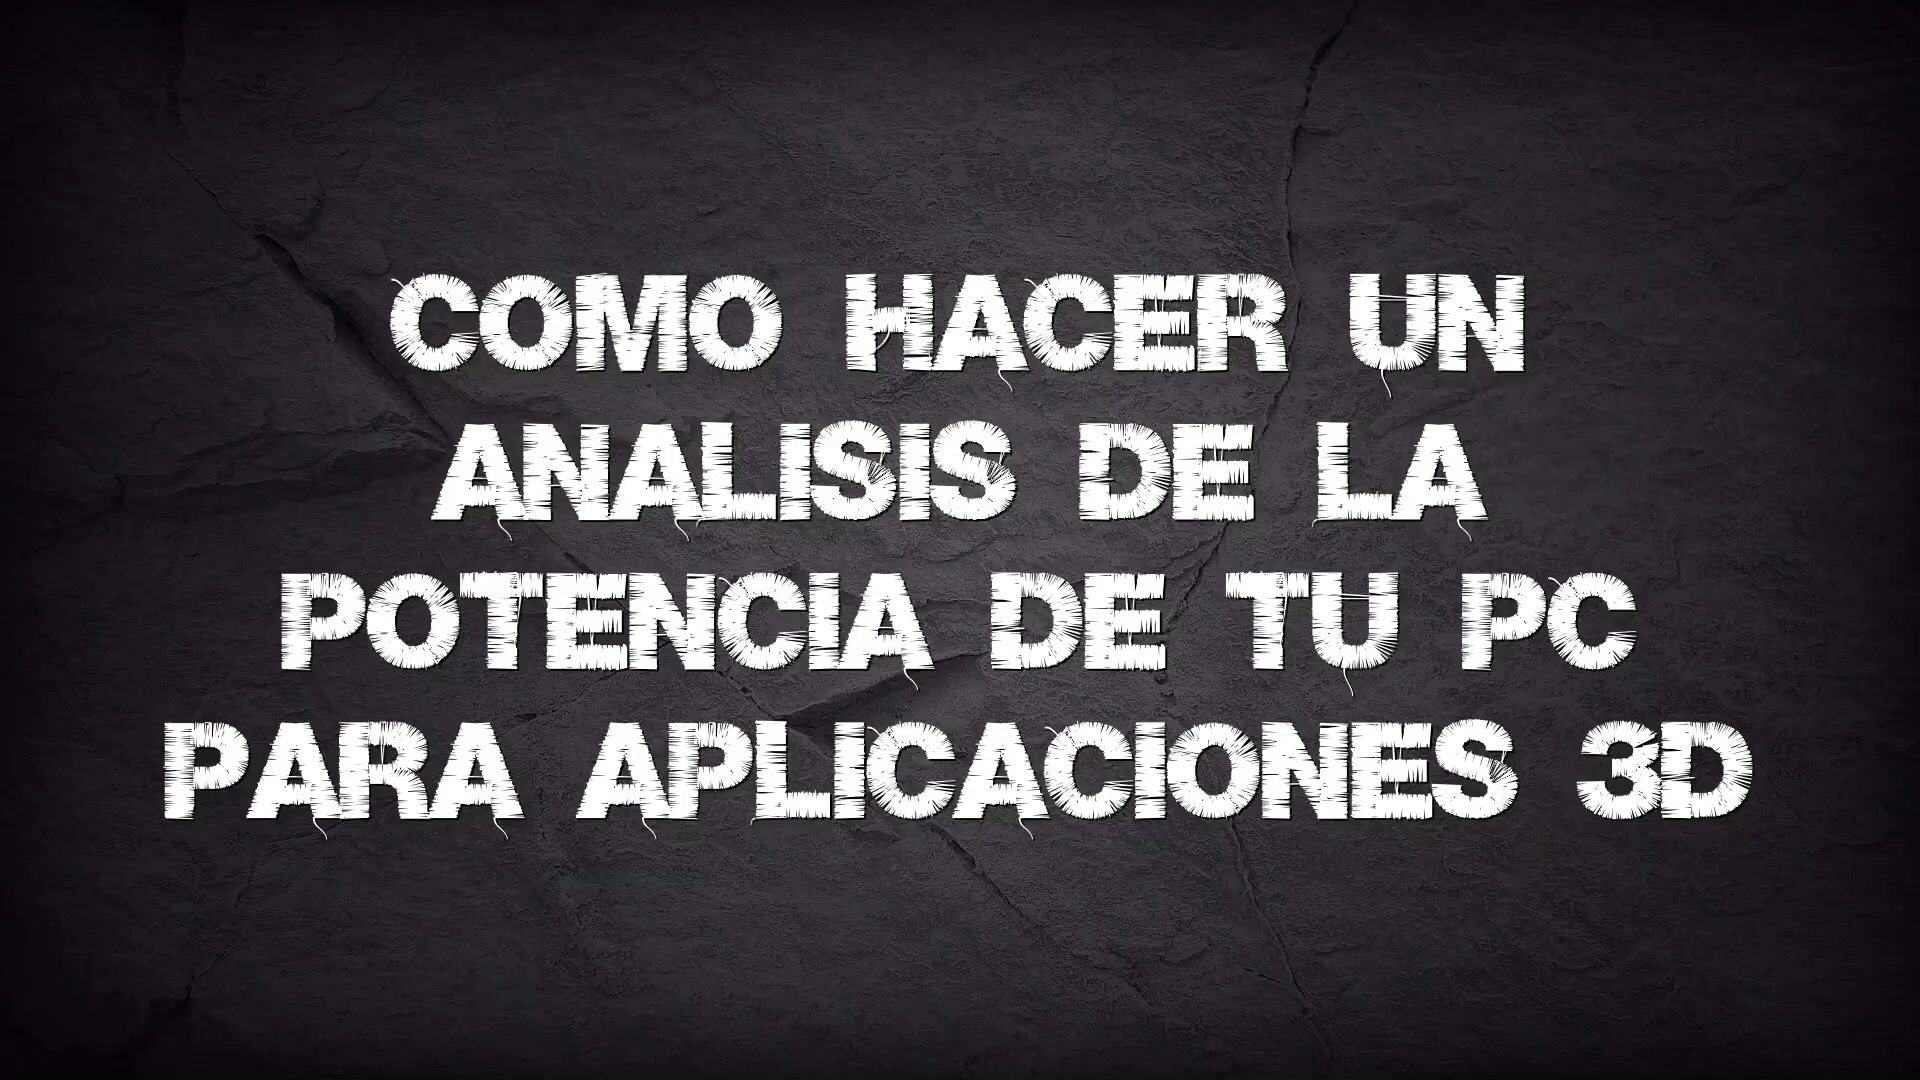 COMO HACER UN
ANALISIS DE LA
POTENCIA DE TU PC
PARA APLICACIONES 3D